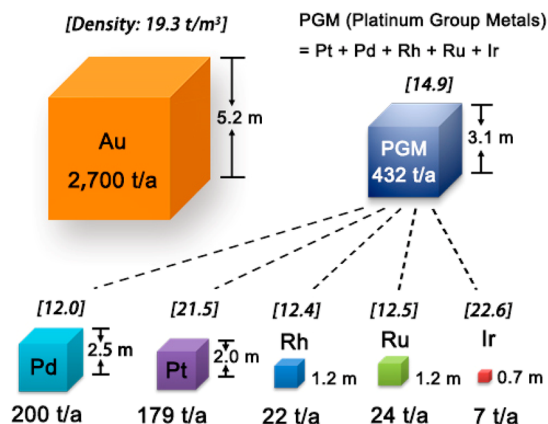 [Density: 19.3 t/m³]
PGM (Platinum Group Metals)
= Pt + Pd + Rh + Ru + Ir
[14.9]
Au
2,700 t/a
5.2 m
PGM
432 t/a
3.1 m
[12.0]
[21.5]
[12.4]
[12.5]
[22.6]
Pd
2.5 m
Pt
2.0 m
Rh
1.2 m
Ru
1.2 m
Ir
0.7 m
200 t/a
179 t/a
22 t/a
24 t/a
7 t/a